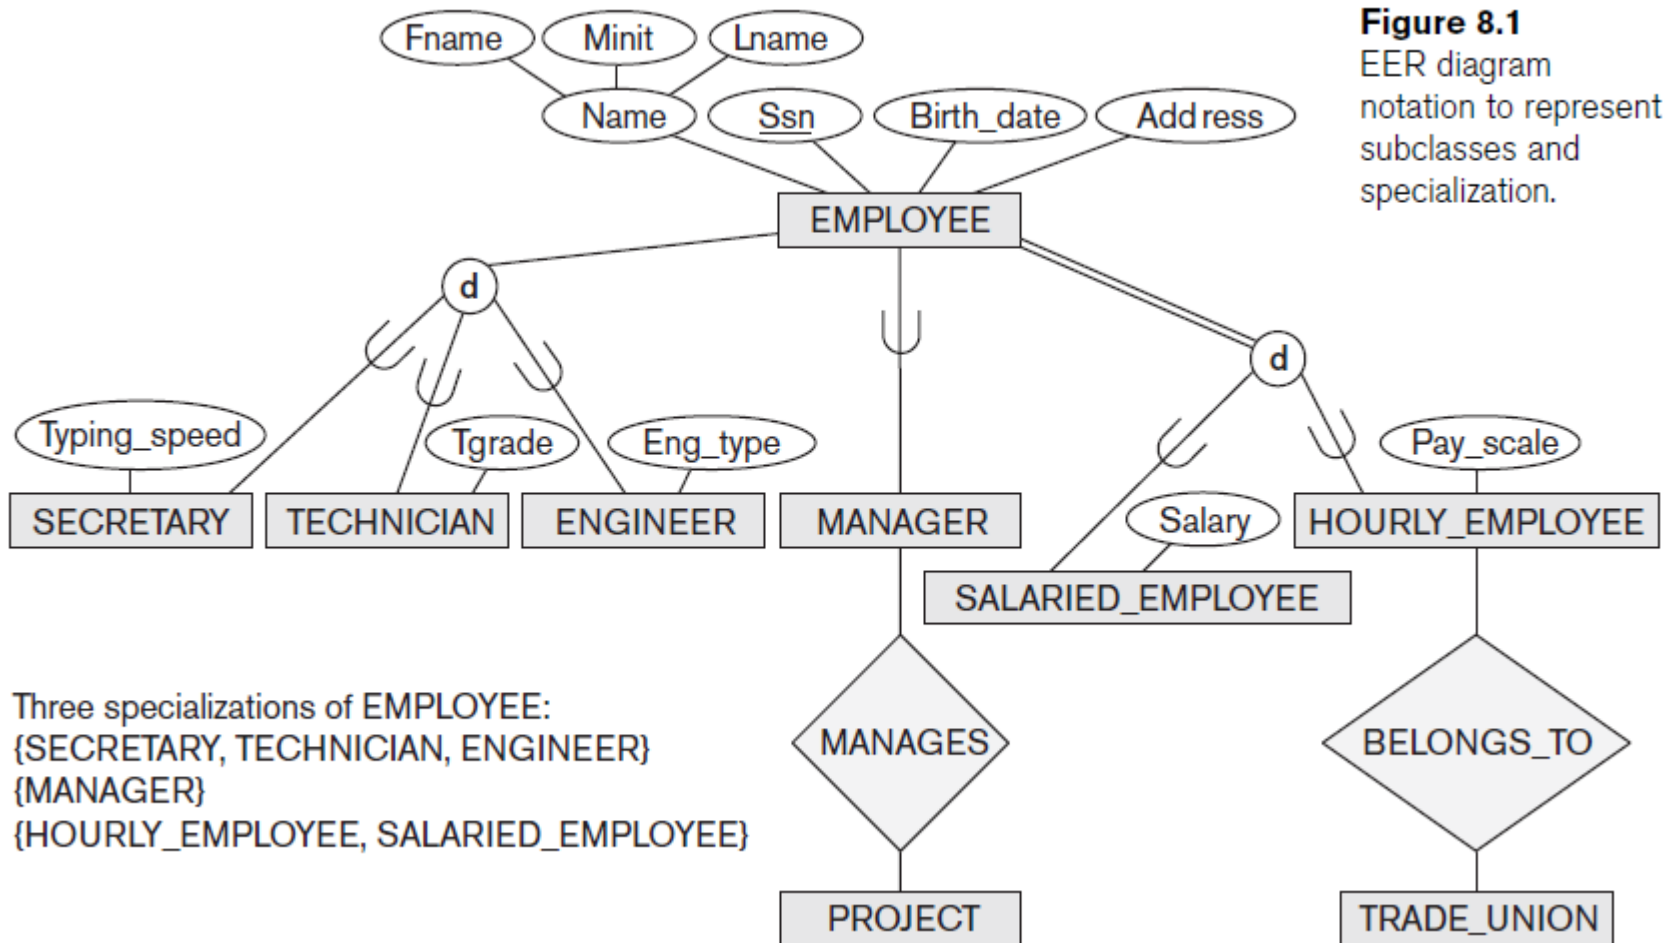 Figure 8.1
EER diagram
notation to represent
subclasses and
specialization.
Fname
Minit
Lname
Name
Ssn
Birth_date
Address
EMPLOYEE
d
d
Typing_speed
Tgrade
Eng_type
Pay_scale
SECRETARY
TECHNICIAN
ENGINEER
MANAGER
Salary
HOURLY_EMPLOYEE
SALARIED_EMPLOYEE
Three specializations of EMPLOYEE:
{SECRETARY, TECHNICIAN, ENGINEER}
{MANAGER}
{HOURLY_EMPLOYEE, SALARIED_EMPLOYEE}
MANAGES
BELONGS_TO
PROJECT
TRADE_UNION